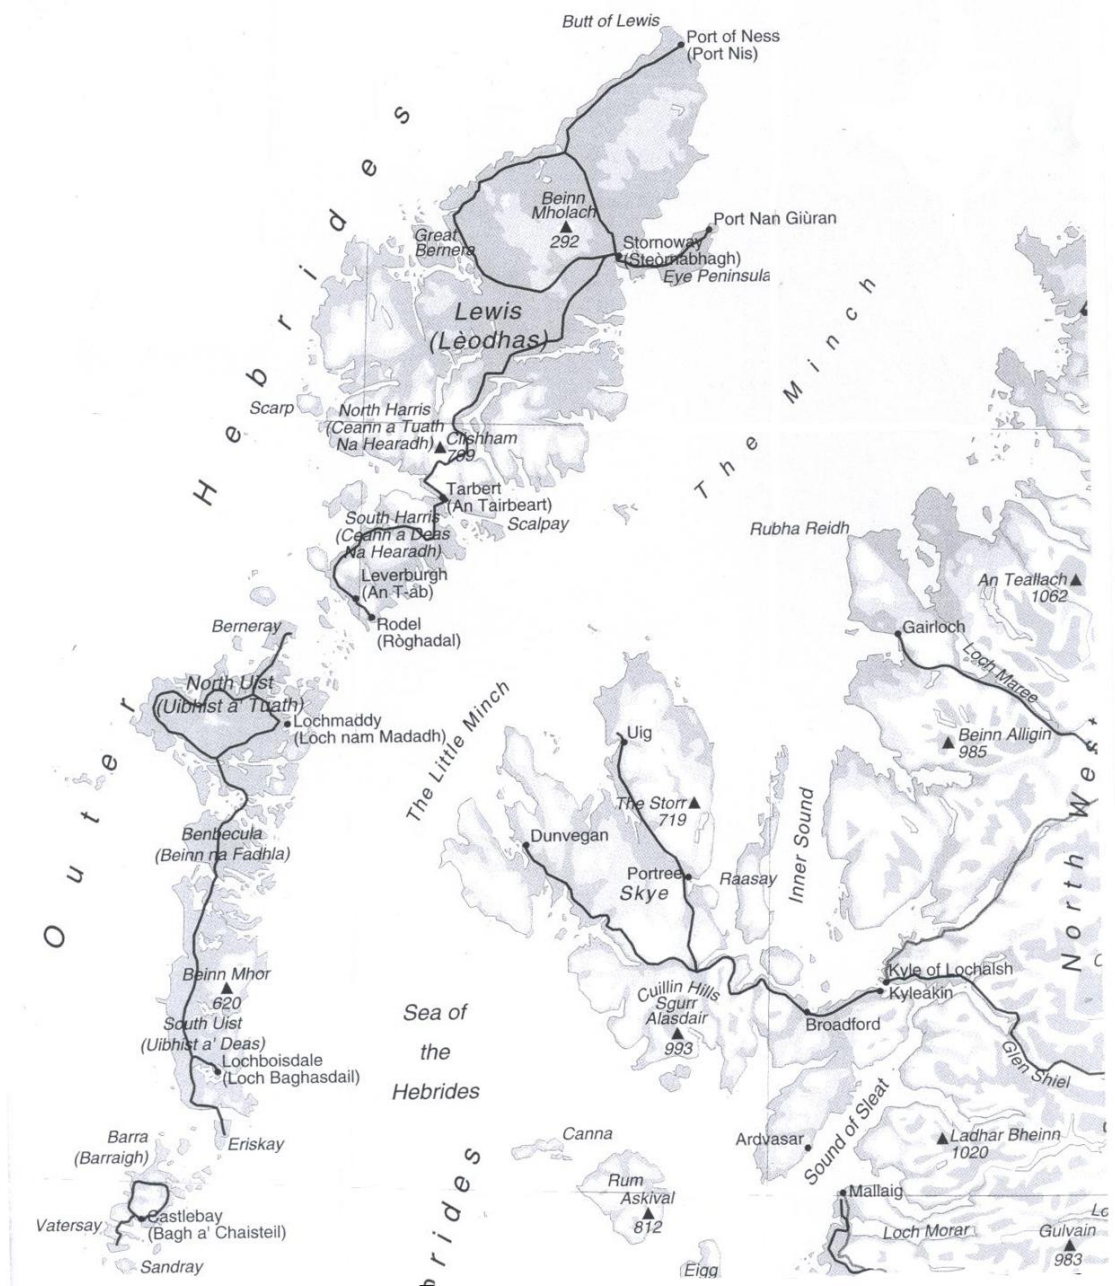 Butt of Lewis
Port of Ness
(Port Nis)
Outer Hebrides
Beinn
Mholach
292
Port Nan Giùran
Great
Bernera
Stornoway
(Steòrnabhagh)
Eye Peninsula
Lewis
(Lèodhas)
The Minch
Scarp
North Harris
(Ceann a Tuath
Na Hearadh)
Clishham
799
Tarbert
(An Tairbeart)
Scalpay
South Harris
(Ceann a Deas
Na Hearadh)
Rubha Reidh
Leverburgh
(An T-ab)
An Teallach
1062
Rodel
(Ròghadal)
Berneray
Gairloch
Loch Maree
North Uist
(Uibhist a' Tuath)
Lochmaddy
(Loch nam Madadh)
The Little Minch
Uig
Beinn Alligin
985
The Storr
719
Inner Sound
North Wes
Benbecula
(Beinn na Fadhla)
Dunvegan
Portree
Skye
Raasay
Beinn Mhor
620
Kyle of Lochalsh
Kyleakin
Cuillin Hills
Sgurr
Alasdair
993
Sea of
the
Hebrides
Broadford
South Uist
(Uibhist a' Deas)
Lochboisdale
(Loch Baghasdail)
Glen Shiel
Sound of Sleat
Eriskay
Barra
(Barraigh)
Canna
Ardvasar
Ladhar Bheinn
1020
Rum
Askival
812
Mallaig
Vatersay
Castlebay
(Bagh a' Chaisteil)
Loch Morar
Gulvain
983
Sandray
Eigg
brides